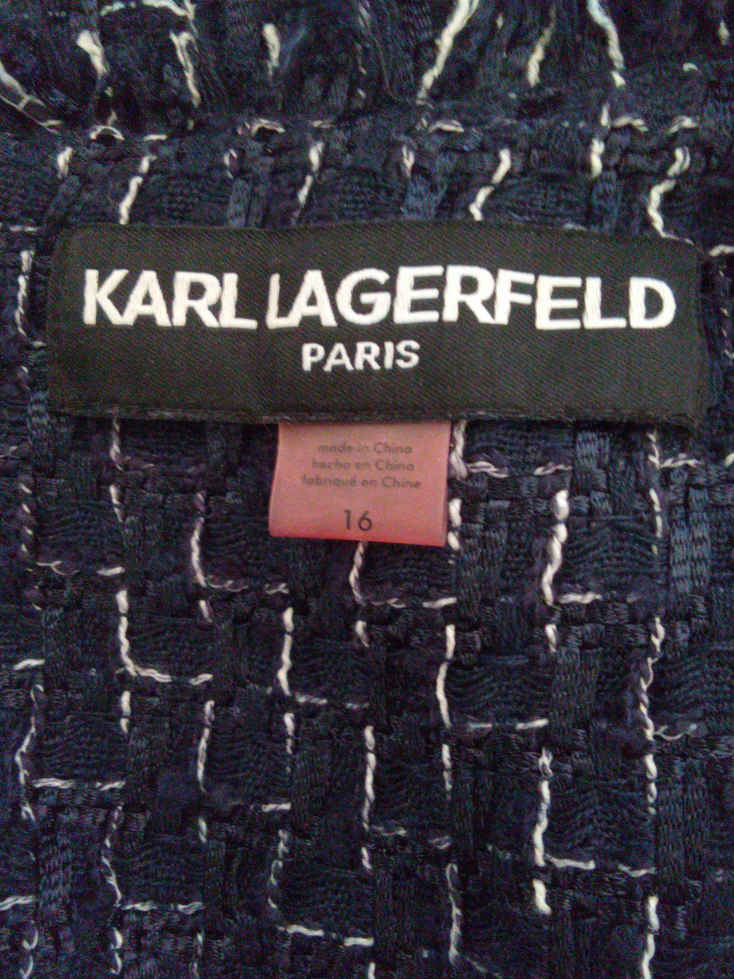 KARL LAGERFELD
PARIS
made in China
hecho en China
fabriqué en Chine
16